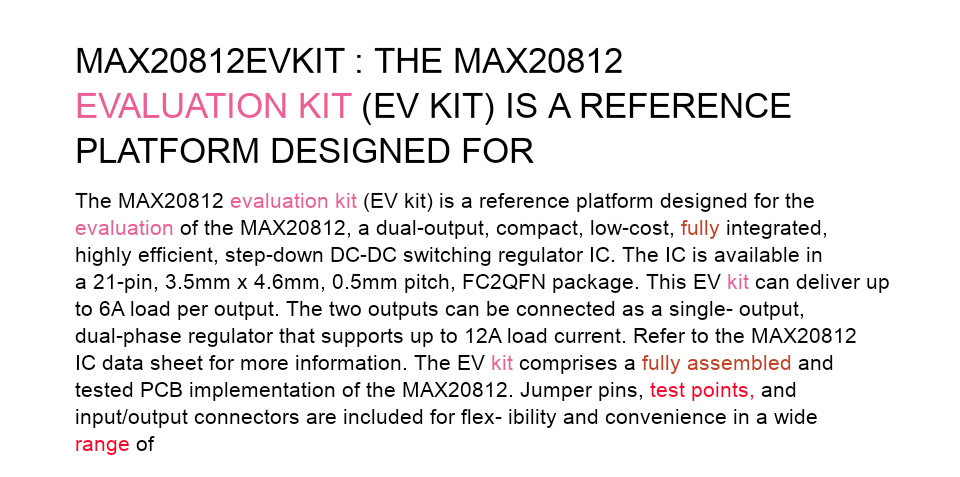 MAX20812EVKIT : THE MAX20812
EVALUATION KIT (EV KIT) IS A REFERENCE
PLATFORM DESIGNED FOR
The MAX20812 evaluation kit (EV kit) is a reference platform designed for the
evaluation of the MAX20812, a dual-output, compact, low-cost, fully integrated,
highly efficient, step-down DC-DC switching regulator IC. The IC is available in
a 21-pin, 3.5mm x 4.6mm, 0.5mm pitch, FC2QFN package. This EV kit can deliver up
to 6A load per output. The two outputs can be connected as a single- output,
dual-phase regulator that supports up to 12A load current. Refer to the MAX20812
IC data sheet for more information. The EV kit comprises a fully assembled and
tested PCB implementation of the MAX20812. Jumper pins, test points, and
input/output connectors are included for flex- ibility and convenience in a wide
range of